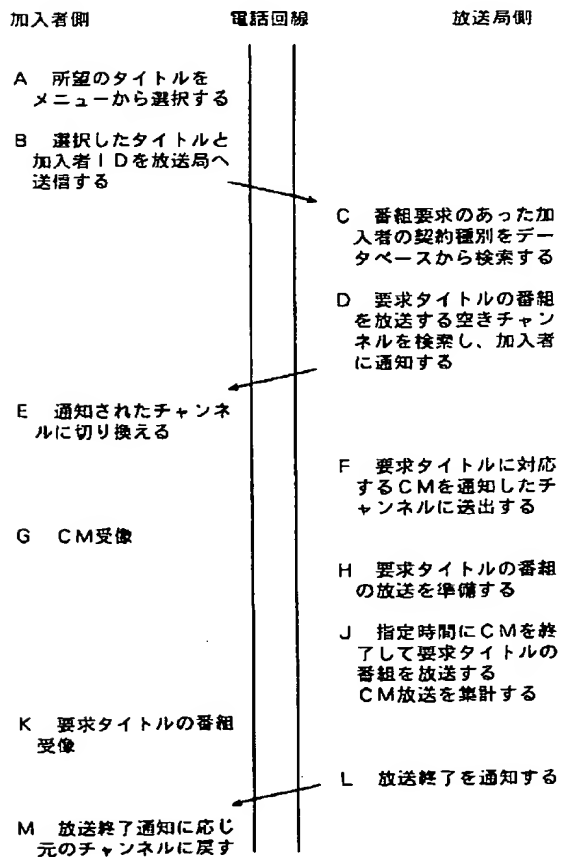 加入者側　電話回線　放送局側
A　所望のタイトルを
メニューから選択する
B　選択したタイトルと
加入者IDを放送局へ
送信する
C　番組要求のあった加
入者の契約種別をデー
タベースから検索する
D　要求タイトルの番組
を放送する空きチャン
ネルを検索し、加入者
に通知する
E　通知されたチャンネ
ルに切り換える
F　要求タイトルに対応
するCMを通知したチ
ャンネルに送出する
G　CM受像
H　要求タイトルの番組
の放送を準備する
J　指定時間にCMを終
了して要求タイトルの
番組を放送する
CM放送を集計する
K　要求タイトルの番組
受像
L　放送終了を通知する
M　放送終了通知に応じ
元のチャンネルに戻す